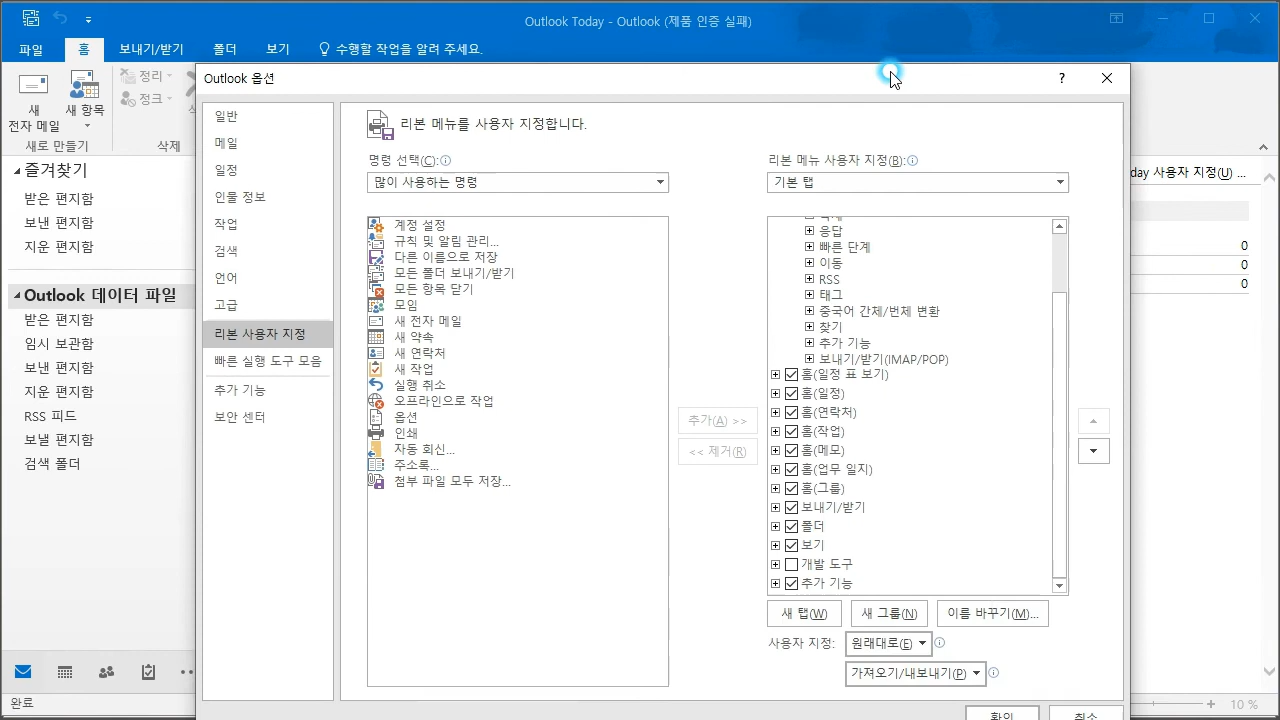 Outlook Today - Outlook (제품 인증 실패)
파일 홈 보내기/받기 폴더 보기 수행할 작업을 알려 주세요.
새 전자 메일
새 항목
정리
정크
새로 만들기
삭제
즐겨찾기
받은 편지함
보낸 편지함
지운 편지함
Outlook 데이터 파일
받은 편지함
임시 보관함
보낸 편지함
지운 편지함
RSS 피드
보낼 편지함
검색 폴더
완료
Outlook 옵션
?
일반
메일
일정
인물 정보
작업
검색
언어
고급
리본 사용자 지정
빠른 실행 도구 모음
추가 기능
보안 센터
리본 메뉴를 사용자 지정합니다.
명령 선택(C):
많이 사용하는 명령
계정 설정
규칙 및 알림 관리...
다른 이름으로 저장
모든 폴더 보내기/받기
모든 항목 닫기
모임
새 전자 메일
새 약속
새 연락처
새 작업
실행 취소
오프라인으로 작업
옵션
인쇄
자동 회신...
주소록...
첨부 파일 모두 저장...
추가(A) >>
<< 제거(R)
리본 메뉴 사용자 지정(B):
기본 탭
응답
빠른 단계
이동
RSS
태그
중국어 간체/번체 변환
찾기
추가 기능
보내기/받기(IMAP/POP)
홈(일정 표 보기)
홈(일정)
홈(연락처)
홈(작업)
홈(메모)
홈(업무 일지)
홈(그룹)
보내기/받기
폴더
보기
개발 도구
추가 기능
새 탭(W) 새 그룹(N) 이름 바꾸기(M)...
사용자 지정: 원래대로(E)
가져오기/내보내기(P)
확인 취소
day 사용자 지정(U) ...
0
0
0
10 %